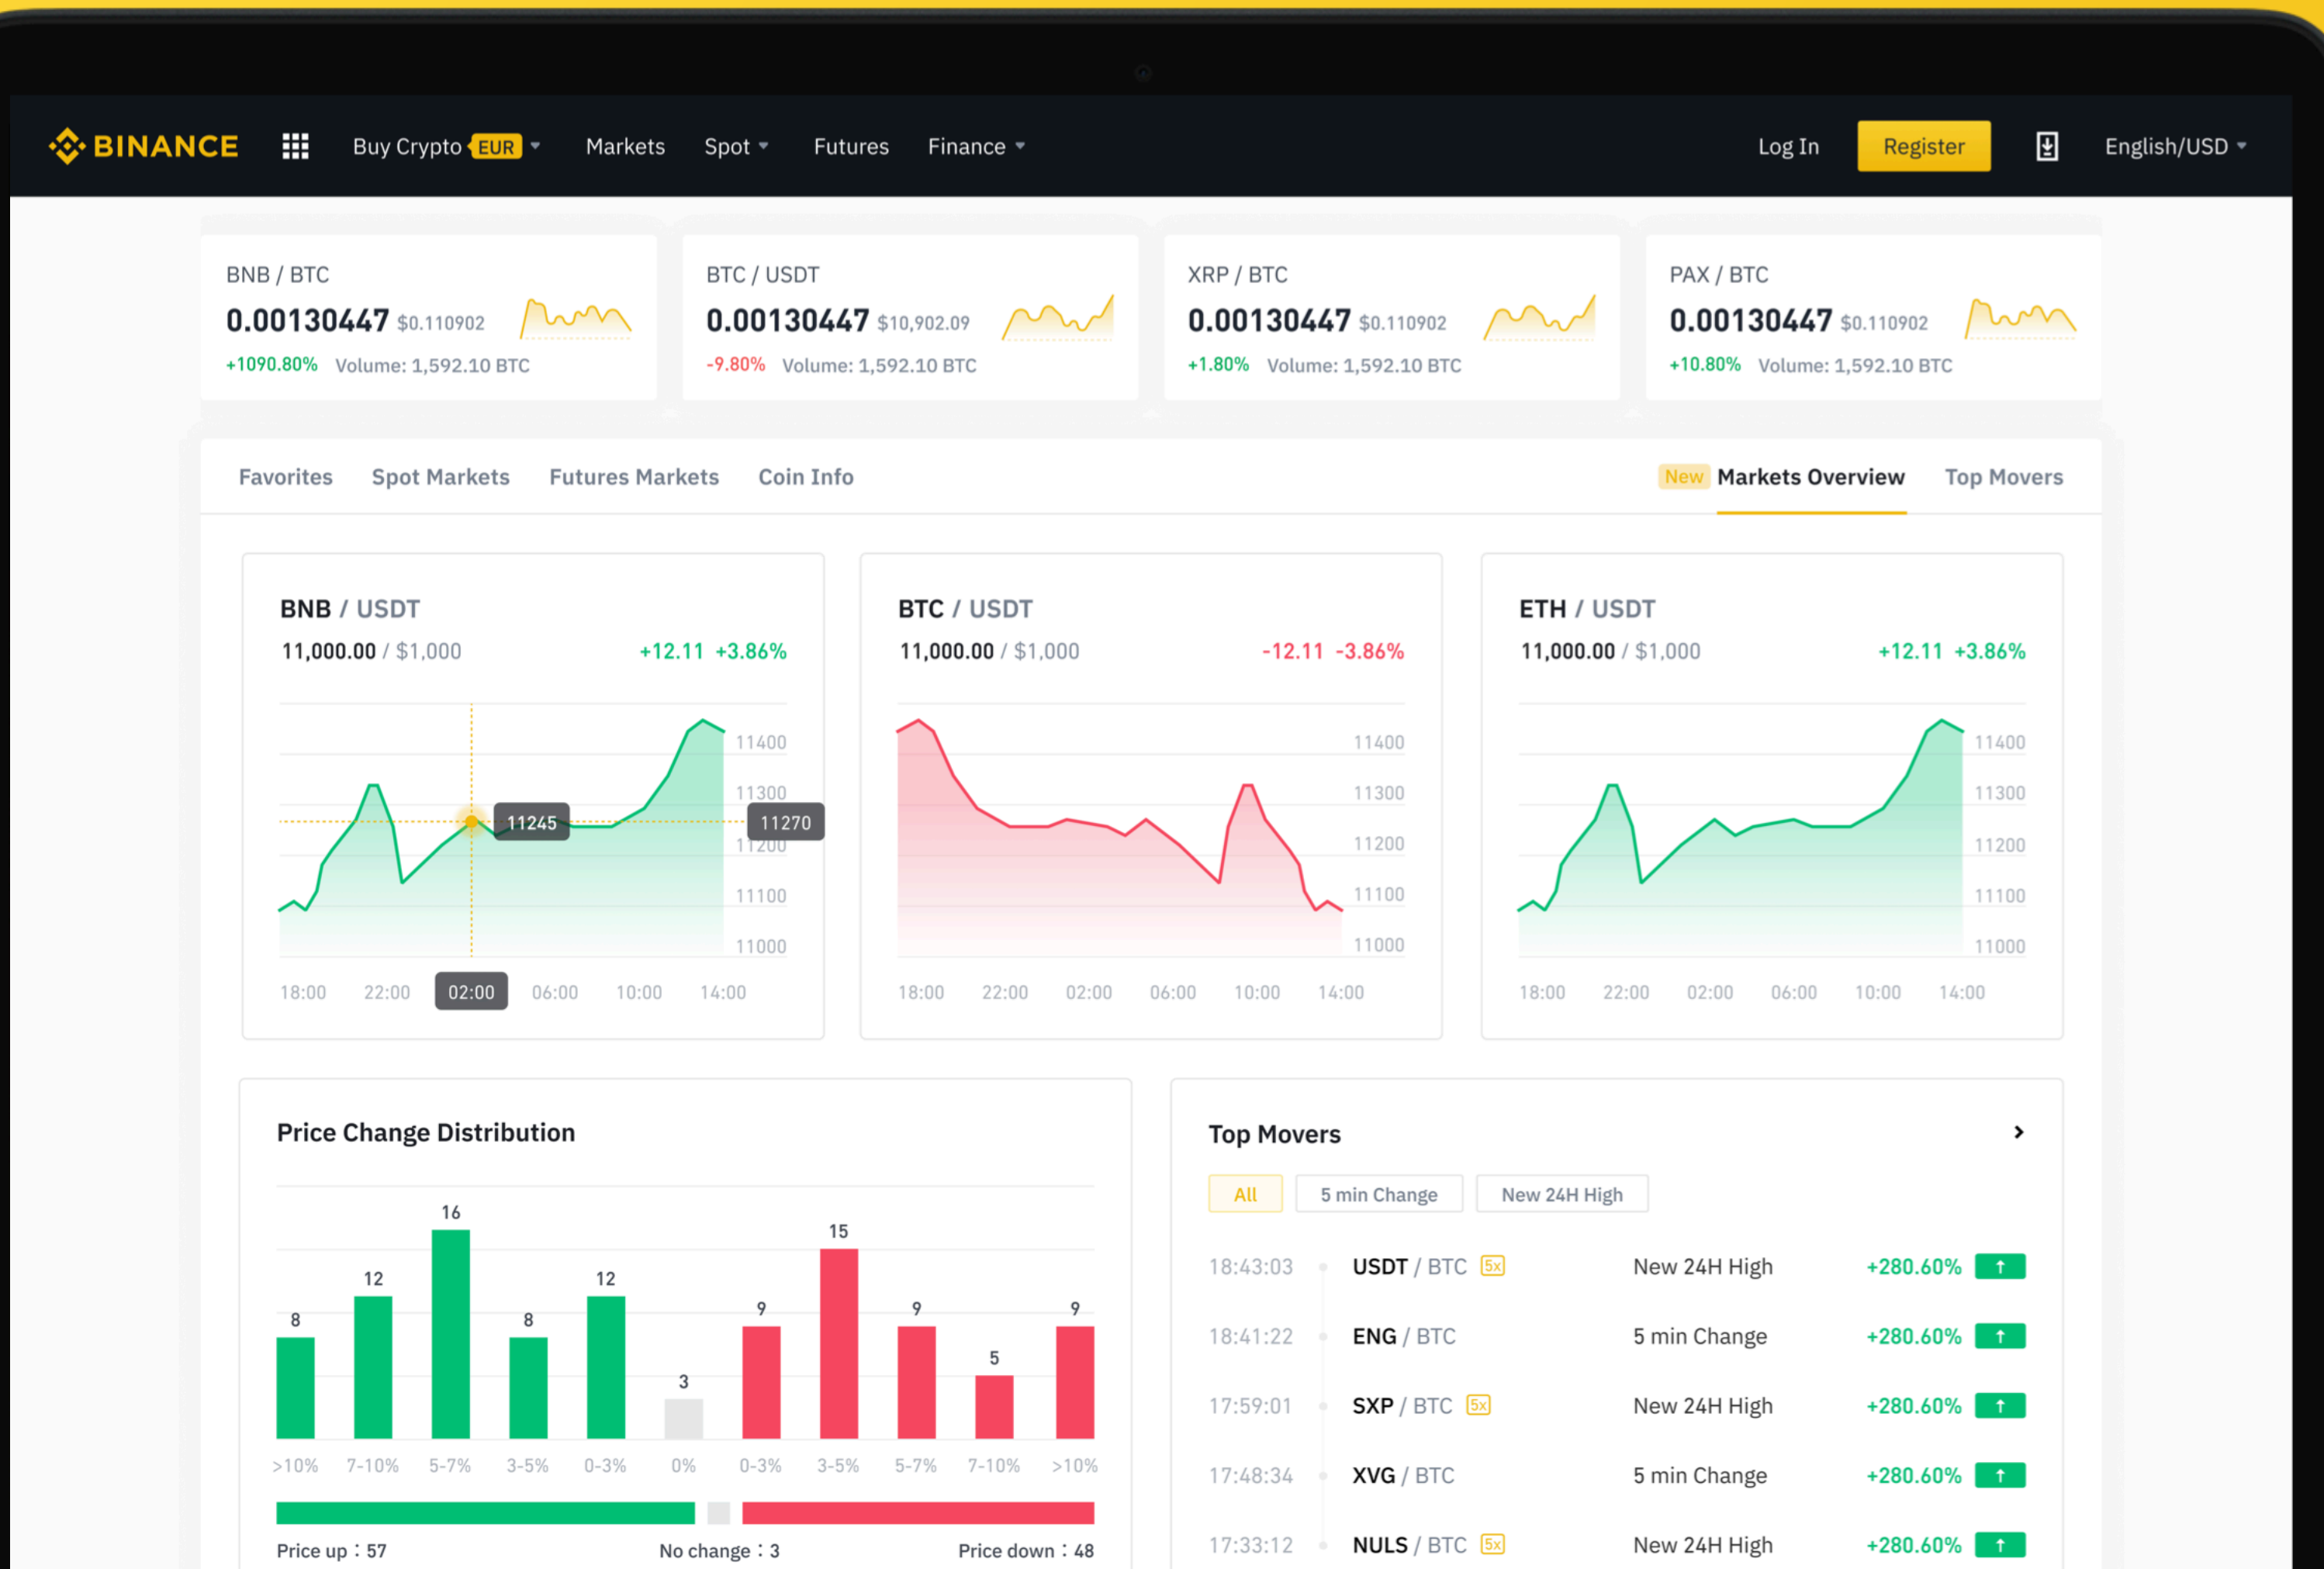 BINANCE Buy Crypto EUR Markets Spot Futures Finance Log In Register English/USD
BNB / BTC
0.00130447 $0.110902
+1090.80% Volume: 1,592.10 BTC
BTC / USDT
0.00130447 $10,902.09
-9.80% Volume: 1,592.10 BTC
XRP / BTC
0.00130447 $0.110902
+1.80% Volume: 1,592.10 BTC
PAX / BTC
0.00130447 $0.110902
+10.80% Volume: 1,592.10 BTC
Favorites Spot Markets Futures Markets Coin Info New Markets Overview Top Movers
BNB / USDT
11,000.00 / $1,000 +12.11 +3.86%
11400
11300
11245 11270
11200
11100
11000
18:00 22:00 02:00 06:00 10:00 14:00
BTC / USDT
11,000.00 / $1,000 -12.11 -3.86%
11400
11300
11200
11100
11000
18:00 22:00 02:00 06:00 10:00 14:00
ETH / USDT
11,000.00 / $1,000 +12.11 +3.86%
11400
11300
11200
11100
11000
18:00 22:00 02:00 06:00 10:00 14:00
Price Change Distribution
8 12 16 8 12 3 9 15 9 5 9
>10% 7-10% 5-7% 3-5% 0-3% 0% 0-3% 3-5% 5-7% 7-10% >10%
Price up : 57 No change : 3 Price down : 48
Top Movers
All 5 min Change New 24H High
18:43:03 USDT / BTC 5x New 24H High +280.60%
18:41:22 ENG / BTC 5 min Change +280.60%
17:59:01 SXP / BTC 5x New 24H High +280.60%
17:48:34 XVG / BTC 5 min Change +280.60%
17:33:12 NULS / BTC 5x New 24H High +280.60%